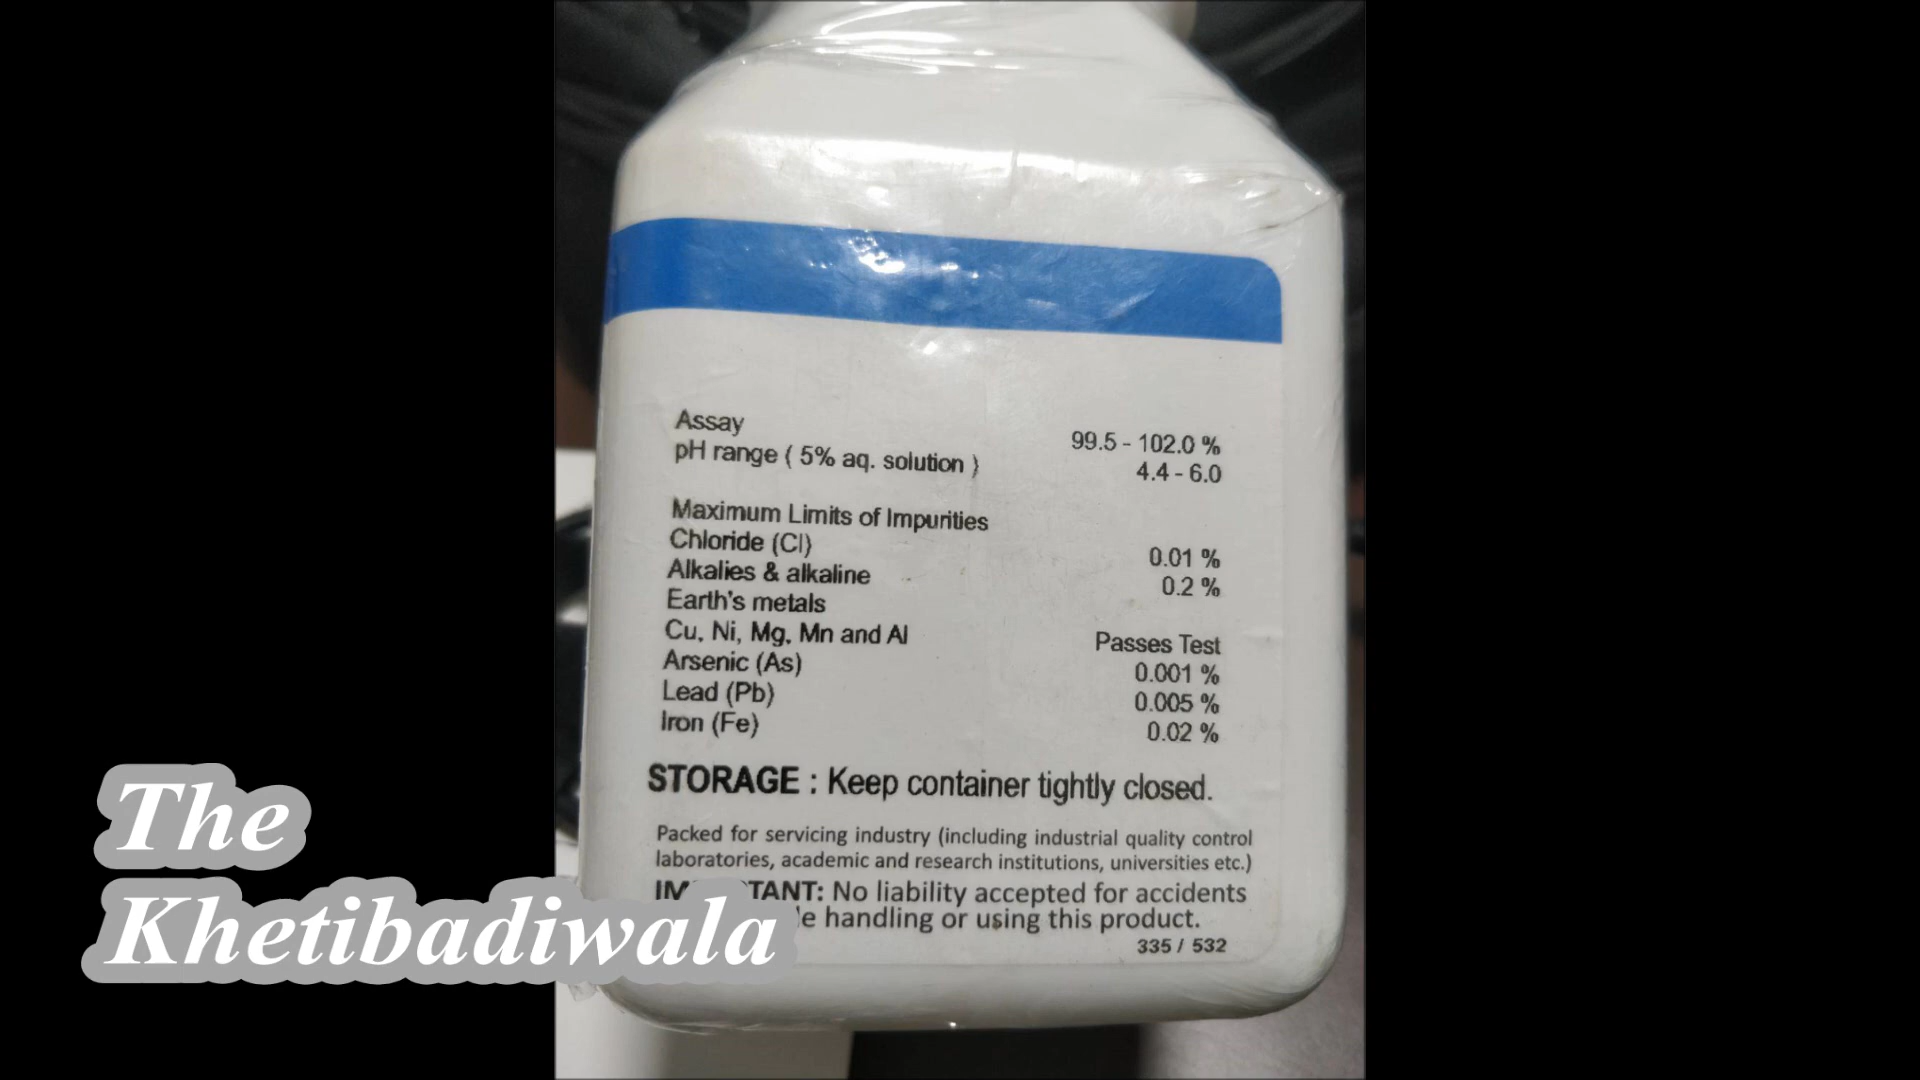 Assay 99.5 - 102.0 %
pH range ( 5% aq. solution ) 4.4 - 6.0
Maximum Limits of Impurities
Chloride (Cl) 0.01 %
Alkalies & alkaline 0.2 %
Earth's metals
Cu, Ni, Mg, Mn and Al Passes Test
Arsenic (As) 0.001 %
Lead (Pb) 0.005 %
Iron (Fe) 0.02 %
STORAGE : Keep container tightly closed.
Packed for servicing industry (including industrial quality control
laboratories, academic and research institutions, universities etc.)
TANT: No liability accepted for accidents
handling or using this product.
335 / 532
The
Khetibadiwala